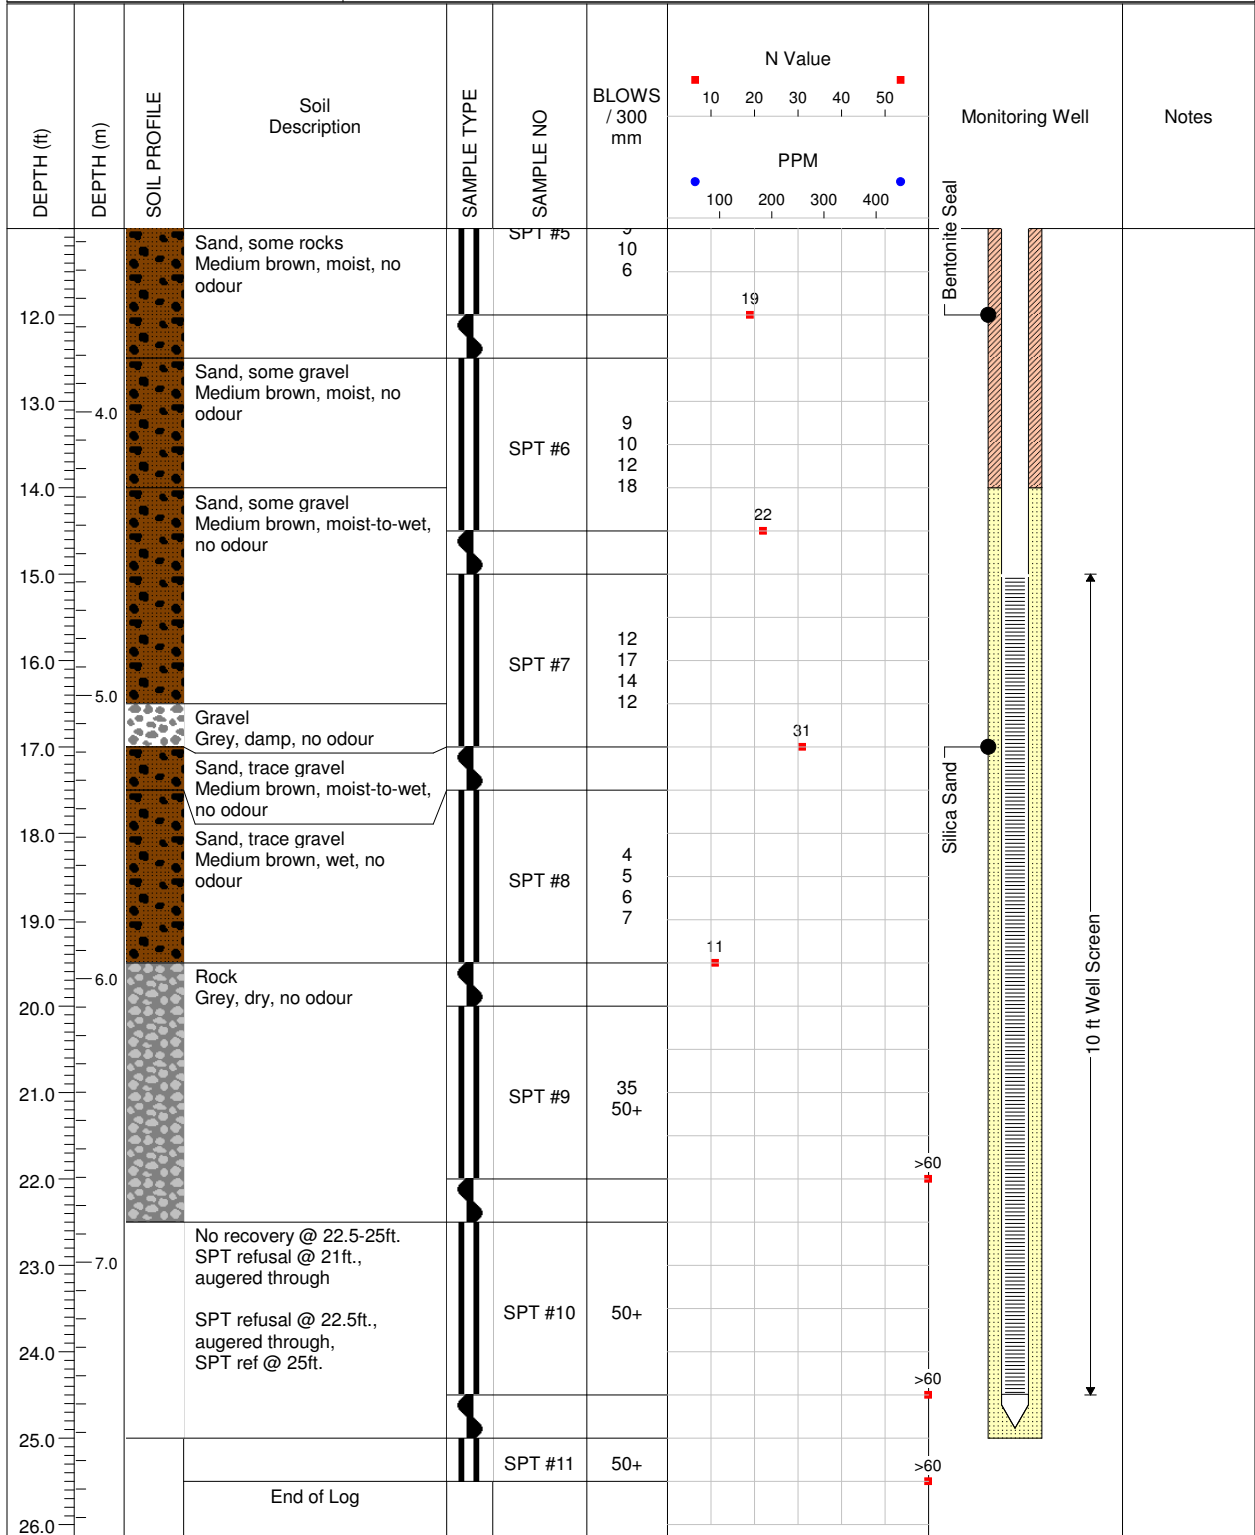 N Value
10 20 30 40 50
PPM
100 200 300 400
DEPTH (ft)
DEPTH (m)
SOIL PROFILE
Soil
Description
SAMPLE TYPE
SAMPLE NO
BLOWS
/ 300
mm
Monitoring Well
Notes
Sand, some rocks
Medium brown, moist, no
odour
SPT #5
10
6
19
Bentonite Seal
12.0
Sand, some gravel
Medium brown, moist, no
odour
13.0
4.0
SPT #6
9
10
12
18
14.0
Sand, some gravel
Medium brown, moist-to-wet,
no odour
22
15.0
SPT #7
12
17
14
12
16.0
5.0
Gravel
Grey, damp, no odour
31
17.0
Sand, trace gravel
Medium brown, moist-to-wet,
no odour
Silica Sand
18.0
Sand, trace gravel
Medium brown, wet, no
odour
SPT #8
4
5
6
7
19.0
11
6.0
Rock
Grey, dry, no odour
20.0
10 ft Well Screen
21.0
SPT #9
35
50+
>60
22.0
No recovery @ 22.5-25ft.
SPT refusal @ 21ft.,
augered through
23.0
7.0
SPT refusal @ 22.5ft.,
augered through,
SPT ref @ 25ft.
SPT #10
50+
24.0
>60
25.0
SPT #11
50+
>60
End of Log
26.0